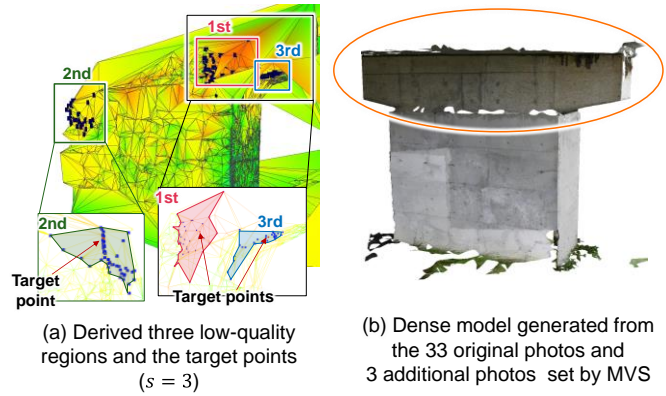 1st
3rd
2nd
1st
2nd
3rd
Target
point
Target points
(a) Derived three low-quality
regions and the target points
(s = 3)
(b) Dense model generated from
the 33 original photos and
3 additional photos set by MVS